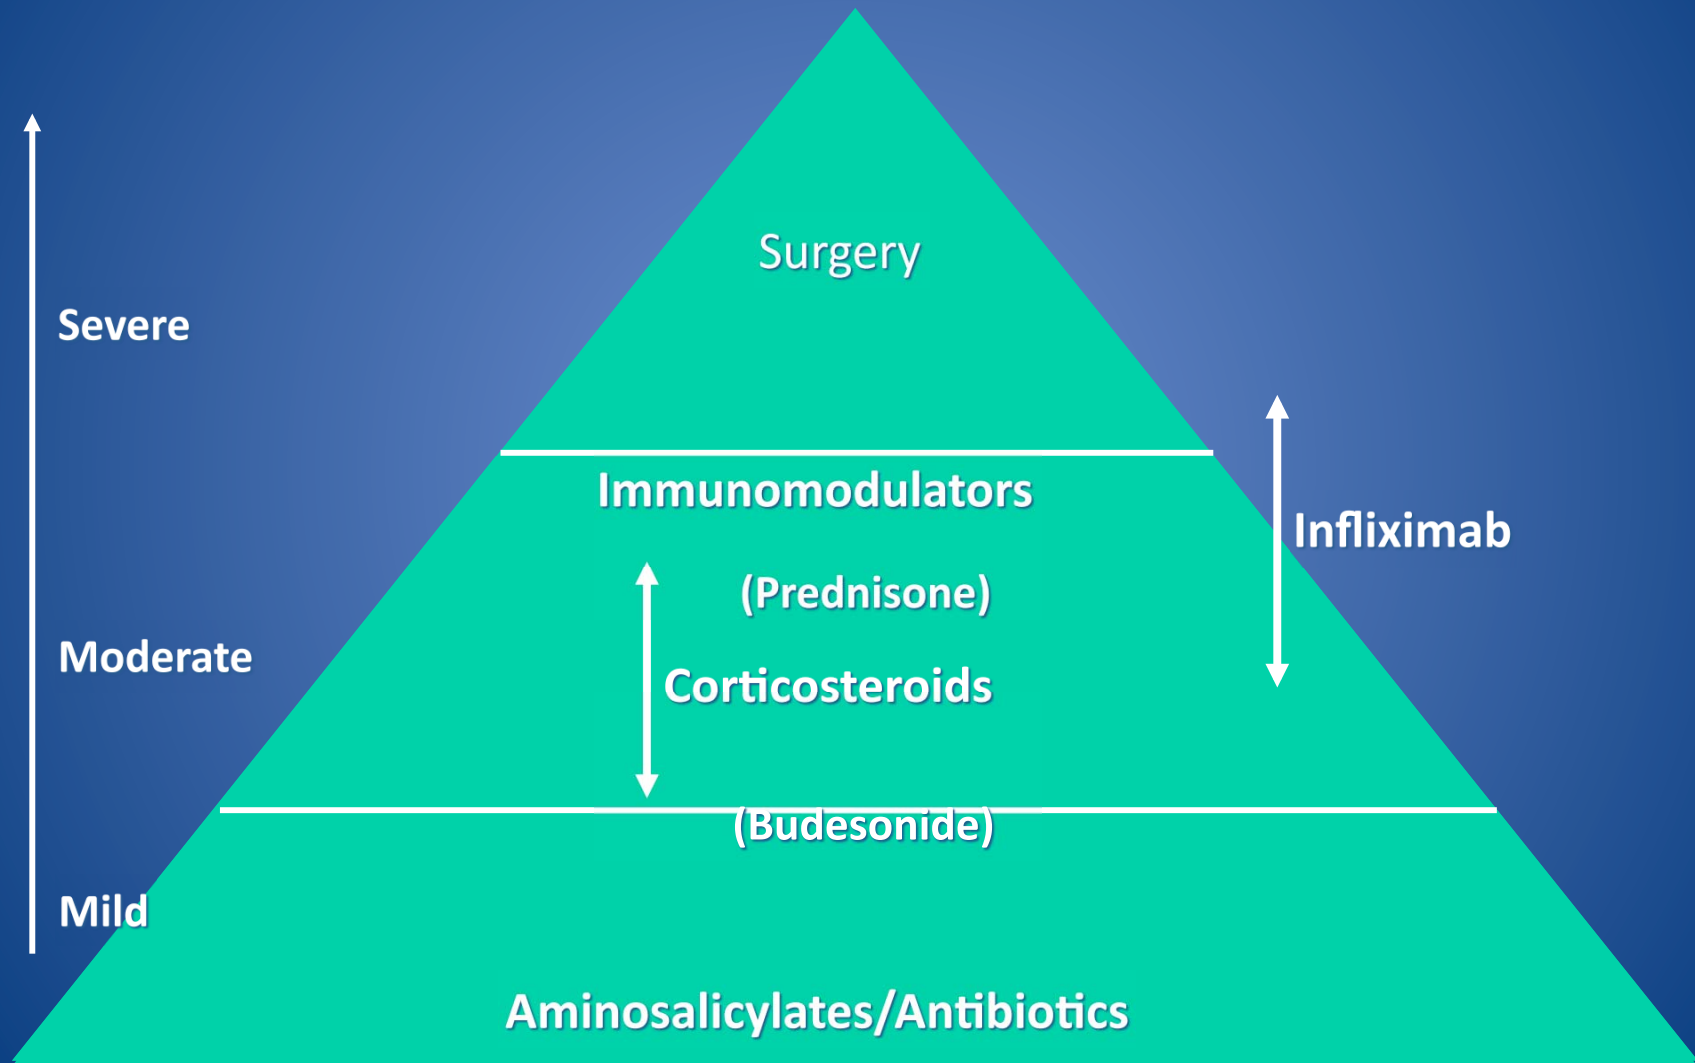 Surgery
Severe
Immunomodulators
Infliximab
(Prednisone)
Moderate
Corticosteroids
(Budesonide)
Mild
Aminosalicylates/Antibiotics